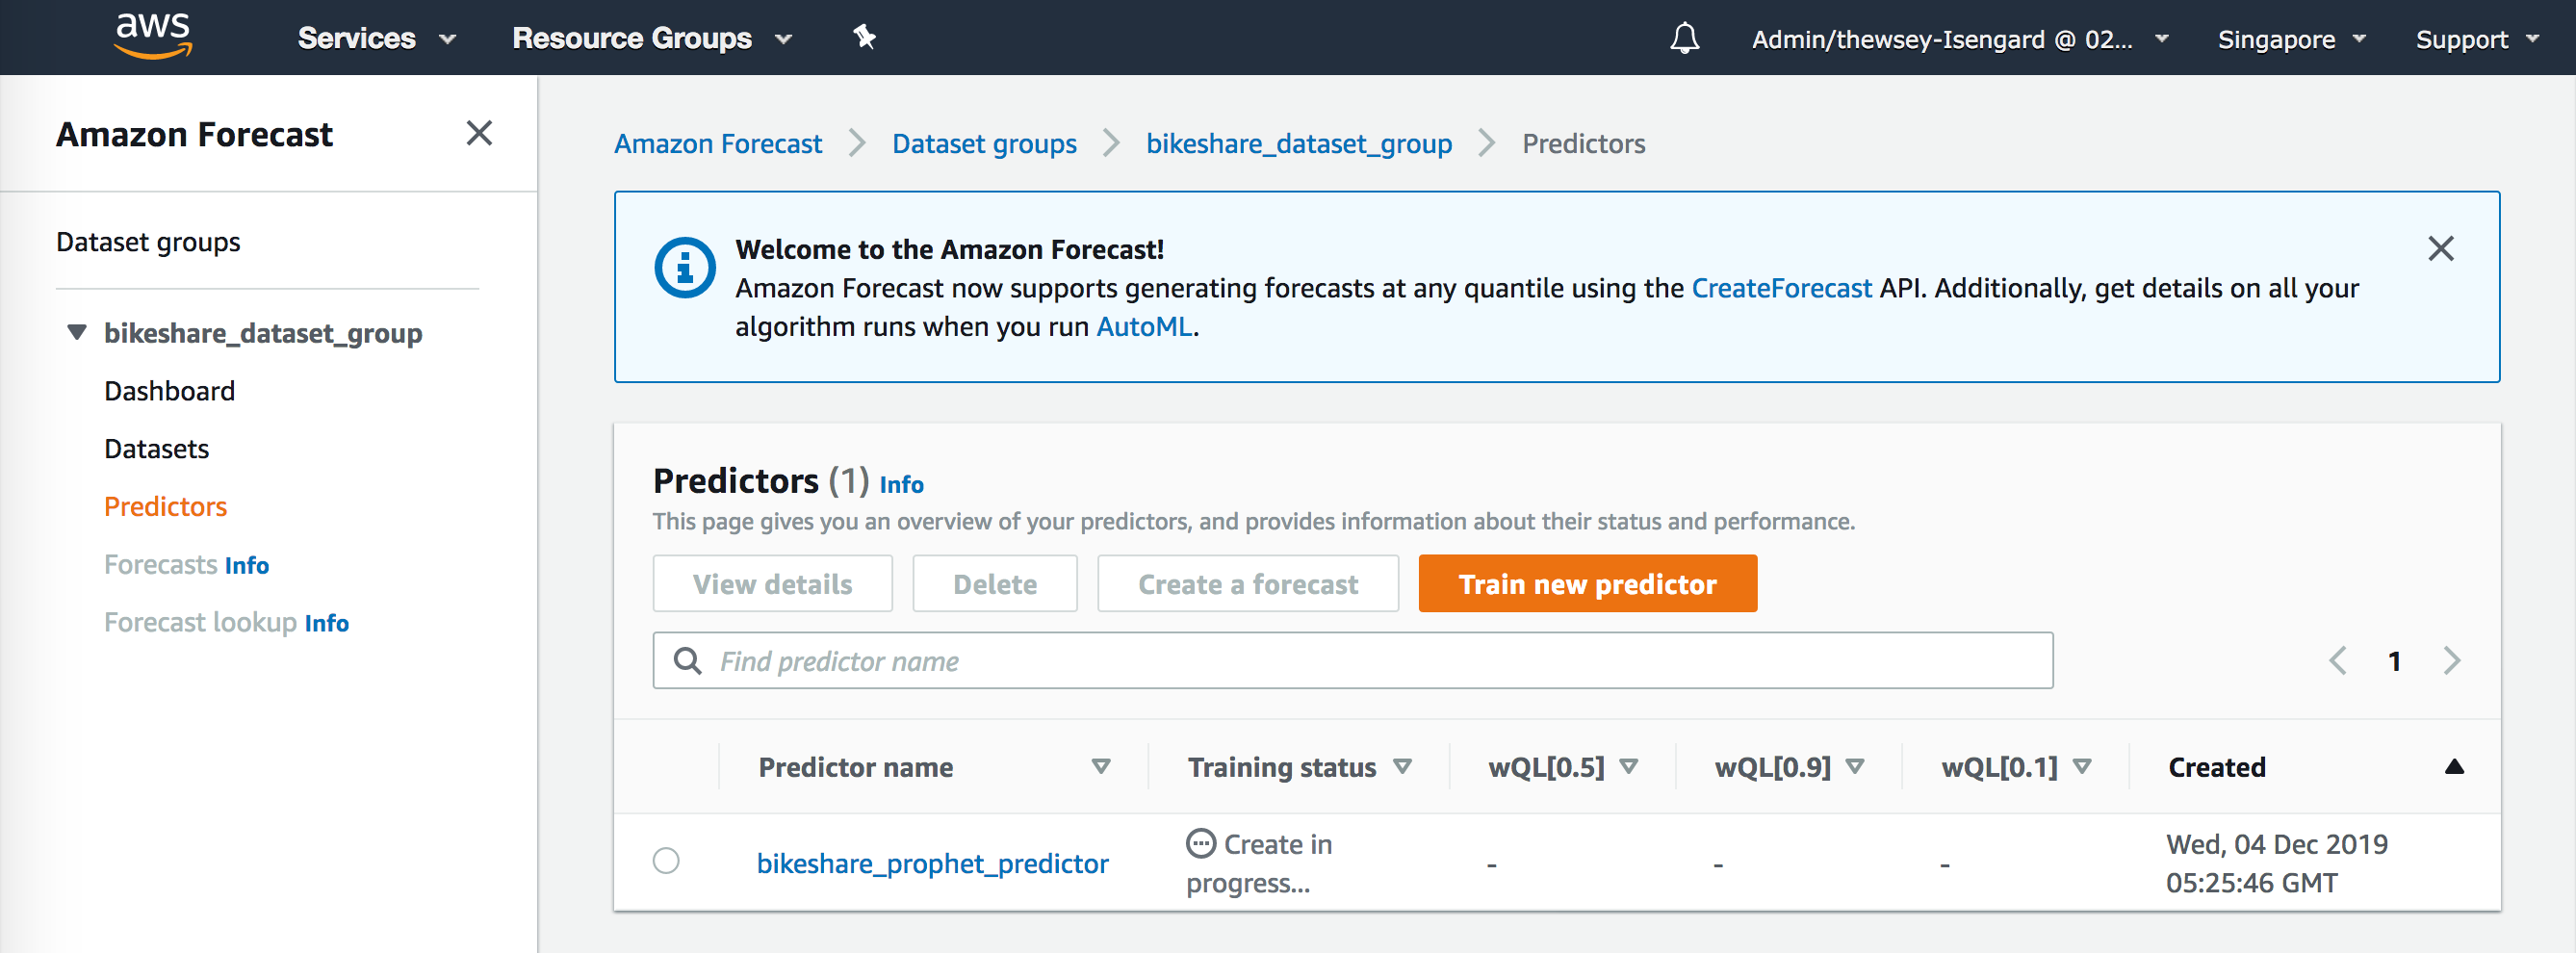 aws
Services
Resource Groups
Admin/thewsey-Isengard @ 02...
Singapore
Support
Amazon Forecast
Dataset groups
bikeshare_dataset_group
Dashboard
Datasets
Predictors
Forecasts Info
Forecast lookup Info
Amazon Forecast
Dataset groups
bikeshare_dataset_group
Predictors
Welcome to the Amazon Forecast!
Amazon Forecast now supports generating forecasts at any quantile using the CreateForecast API. Additionally, get details on all your
algorithm runs when you run AutoML.
Predictors (1) Info
This page gives you an overview of your predictors, and provides information about their status and performance.
View details
Delete
Create a forecast
Train new predictor
Find predictor name
1
Predictor name
Training status
wQL[0.5]
wQL[0.9]
wQL[0.1]
Created
bikeshare_prophet_predictor
Create in
progress...
-
-
-
Wed, 04 Dec 2019
05:25:46 GMT